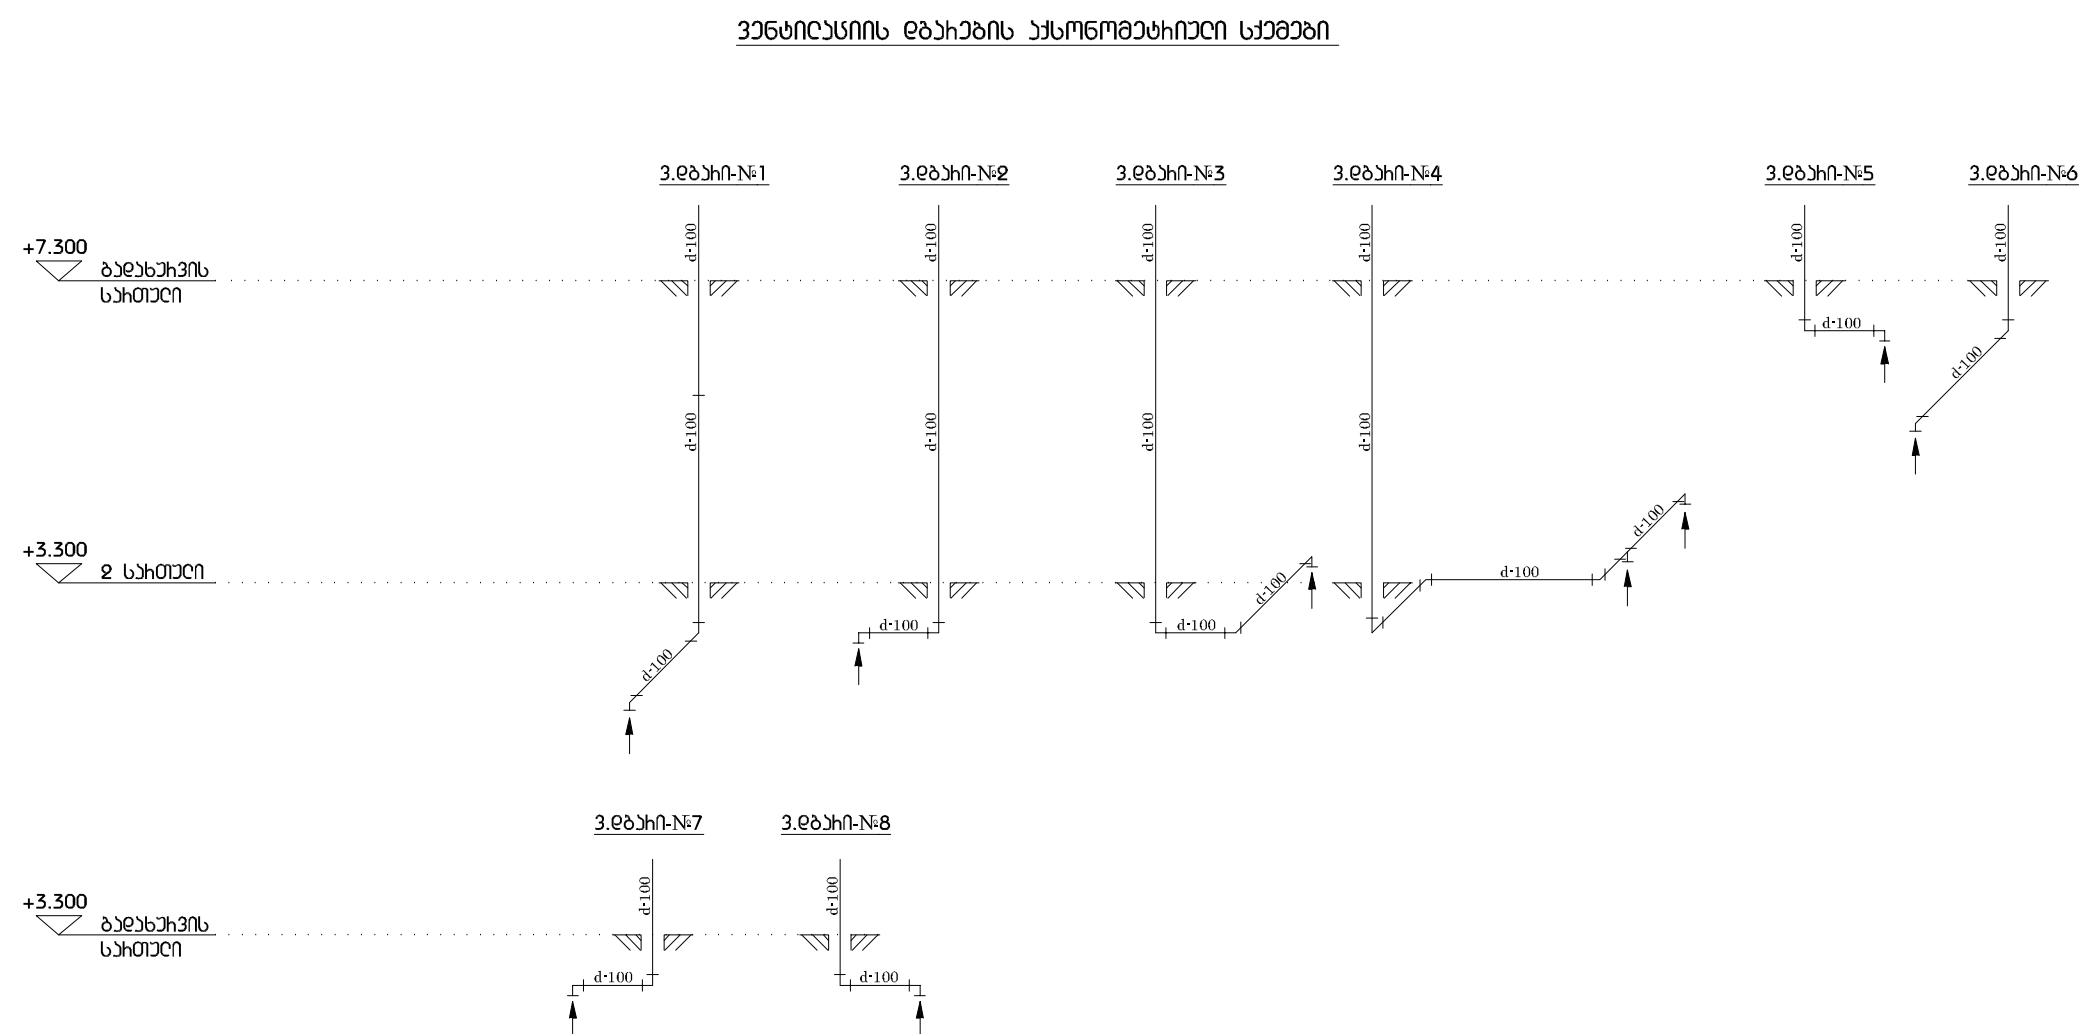 ვენტილაციის დგარების აქსონომეტრიული სქემები
ვ.დგარი-№1 ვ.დგარი-№2 ვ.დგარი-№3 ვ.დგარი-№4 ვ.დგარი-№5 ვ.დგარი-№6
d-100 d-100 d-100 d-100 d-100 d-100
+7.300
გადახურვის
სართული
d-100
d-100
d-100 d-100 d-100 d-100
d-100
+3.300
2 სართული
d-100
d-100
d-100 d-100
d-100
ვ.დგარი-№7 ვ.დგარი-№8
d-100 d-100
+3.300
გადახურვის
სართული
d-100 d-100